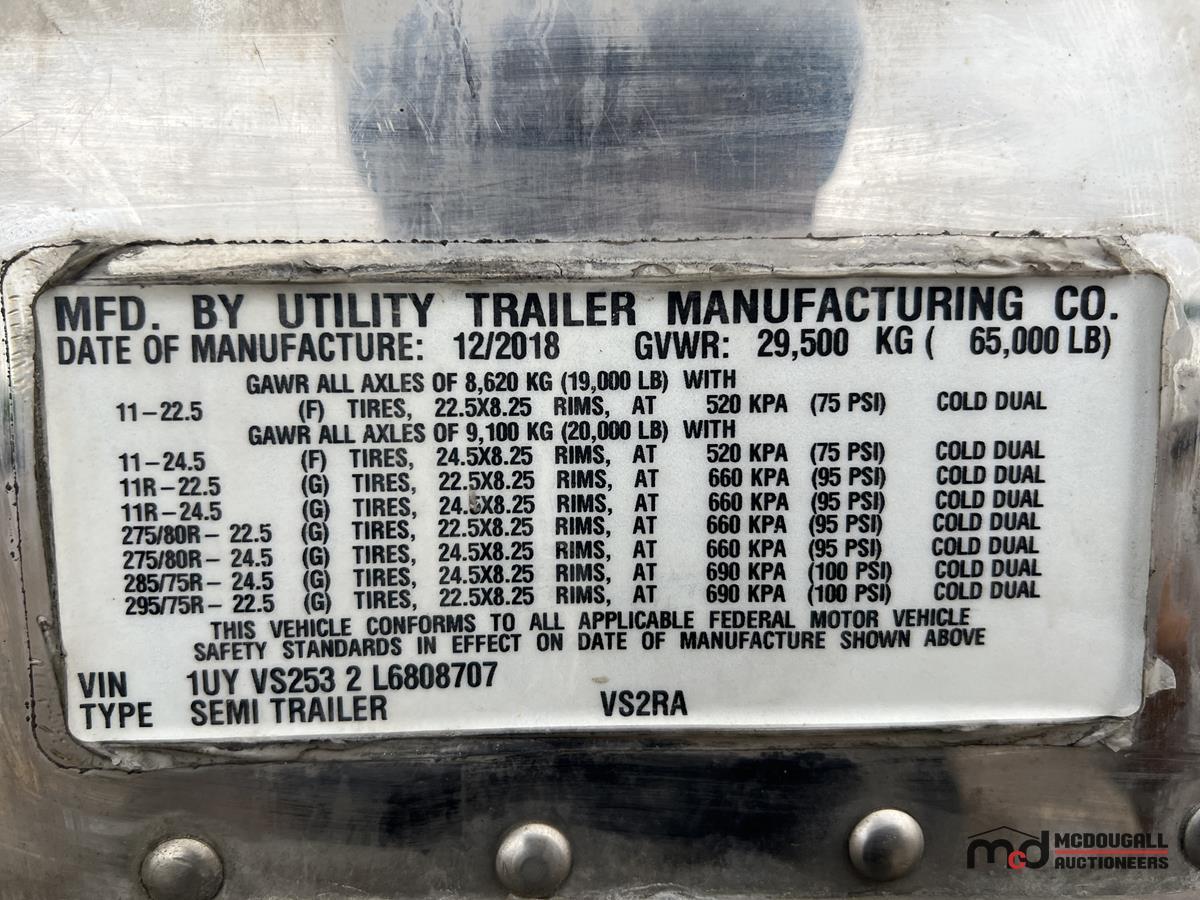 MFD. BY UTILITY TRAILER MANUFACTURING CO.
DATE OF MANUFACTURE: 12/2018 GVWR: 29,500 KG ( 65,000 LB)
GAWR ALL AXLES OF 8,620 KG (19,000 LB) WITH
11-22.5 (F) TIRES, 22.5X8.25 RIMS, AT 520 KPA (75 PSI) COLD DUAL
GAWR ALL AXLES OF 9,100 KG (20,000 LB) WITH
11-24.5 (F) TIRES, 24.5X8.25 RIMS, AT 520 KPA (75 PSI) COLD DUAL
11R-22.5 (G) TIRES, 22.5X8.25 RIMS, AT 660 KPA (95 PSI) COLD DUAL
11R-24.5 (G) TIRES, 24.5X8.25 RIMS, AT 660 KPA (95 PSI) COLD DUAL
275/80R- 22.5 (G) TIRES, 22.5X8.25 RIMS, AT 660 KPA (95 PSI) COLD DUAL
275/80R- 24.5 (G) TIRES, 24.5X8.25 RIMS, AT 660 KPA (95 PSI) COLD DUAL
285/75R- 24.5 (G) TIRES, 24.5X8.25 RIMS, AT 690 KPA (100 PSI) COLD DUAL
295/75R- 22.5 (G) TIRES, 22.5X8.25 RIMS, AT 690 KPA (100 PSI) COLD DUAL
THIS VEHICLE CONFORMS TO ALL APPLICABLE FEDERAL MOTOR VEHICLE
SAFETY STANDARDS IN EFFECT ON DATE OF MANUFACTURE SHOWN ABOVE
VIN 1UY VS253 2 L6808707
TYPE SEMI TRAILER VS2RA
mcd MCDOUGALL
AUCTIONEERS